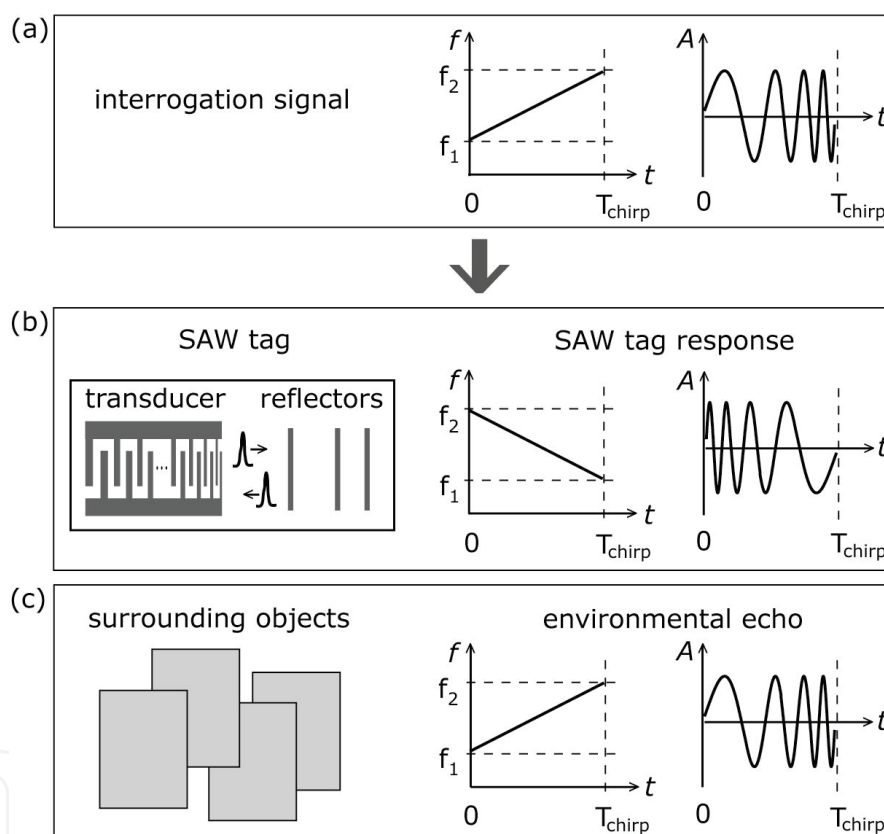 (a)
interrogation signal
f
f2
f1
0
Tchirp
t
A
t
0
Tchirp
(b)
SAW tag
SAW tag response
transducer
reflectors
...
f
f2
f1
0
Tchirp
t
A
t
0
Tchirp
(c)
surrounding objects
environmental echo
f
f2
f1
0
Tchirp
t
A
t
0
Tchirp